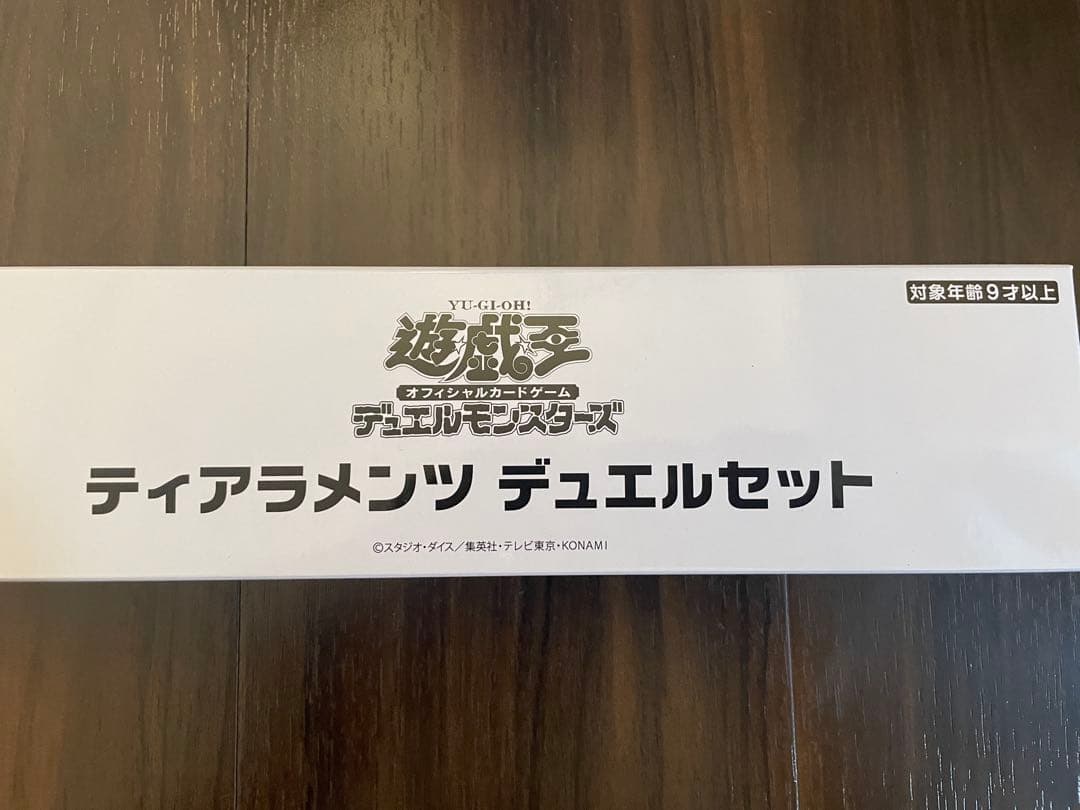 対象年齢9才以上
YU-GI-OH!
遊戯王
オフィシャルカードゲーム
デュエルモンスターズ
ティアラメンツ デュエルセット
©スタジオ・ダイス／集英社・テレビ東京・KONAMI